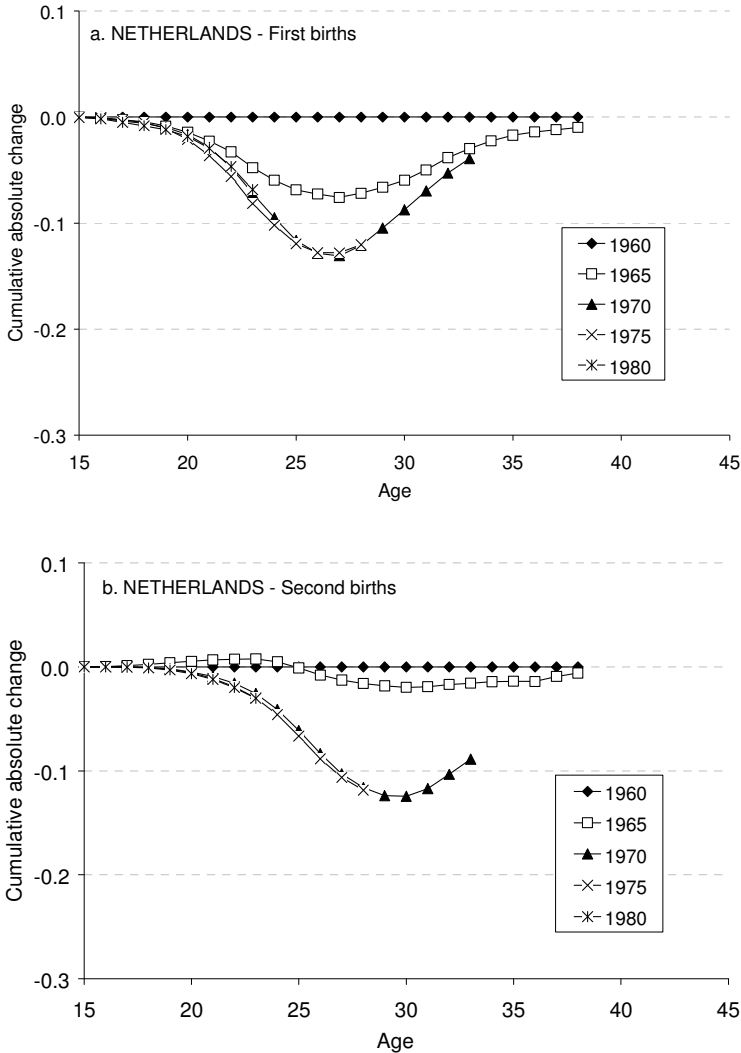 0.1
a. NETHERLANDS - First births
0.0
-0.1
-0.2
-0.3
Cumulative absolute change
1960
1965
1970
1975
1980
15 20 25 30 35 40 45
Age
0.1
b. NETHERLANDS - Second births
0.0
-0.1
-0.2
-0.3
Cumulative absolute change
1960
1965
1970
1975
1980
15 20 25 30 35 40 45
Age